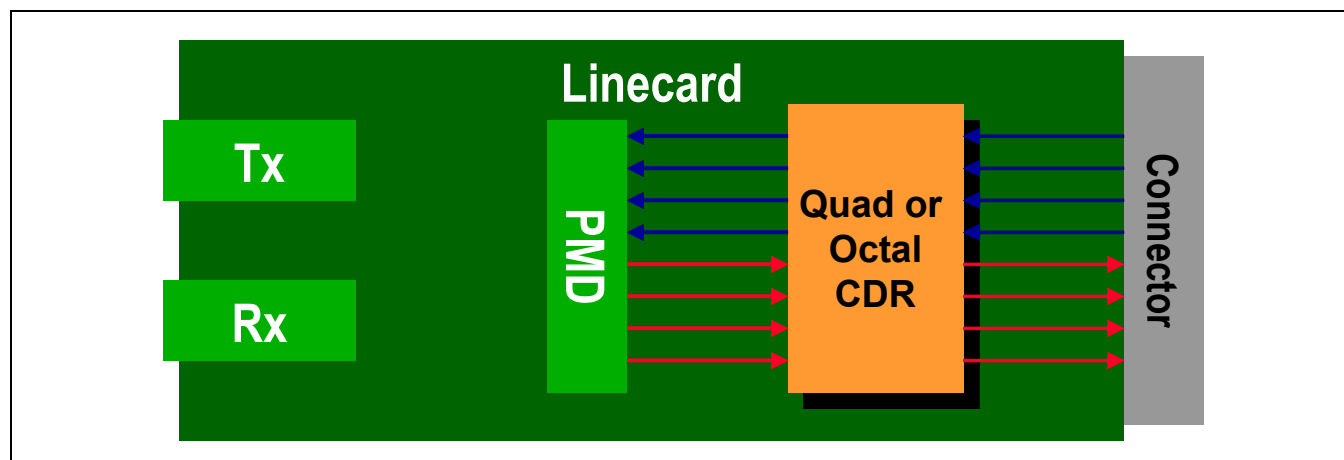 Linecard
Tx
Rx
PMD
Quad or
Octal
CDR
Connector